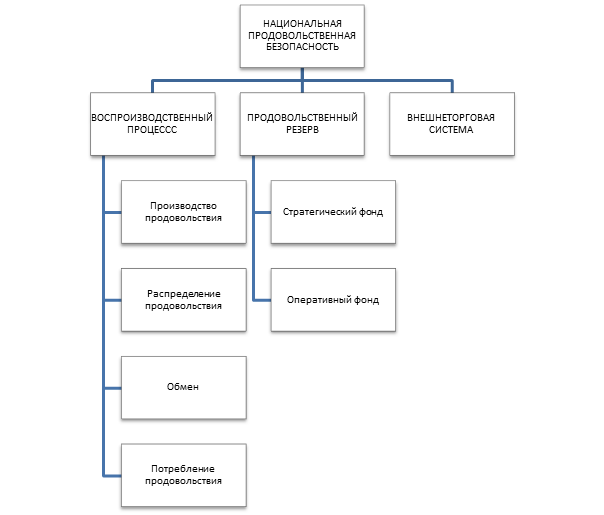 НАЦИОНАЛЬНАЯ
ПРОДОВОЛЬСТВЕННАЯ
БЕЗОПАСНОСТЬ
ВОСПРОИЗВОДСТВЕННЫЙ
ПРОЦЕССС
ПРОДОВОЛЬСТВЕННЫЙ
РЕЗЕРВ
ВНЕШНЕТОРГОВАЯ
СИСТЕМА
Производство
продовольствия
Стратегический фонд
Распределение
продовольствия
Оперативный фонд
Обмен
Потребление
продовольствия